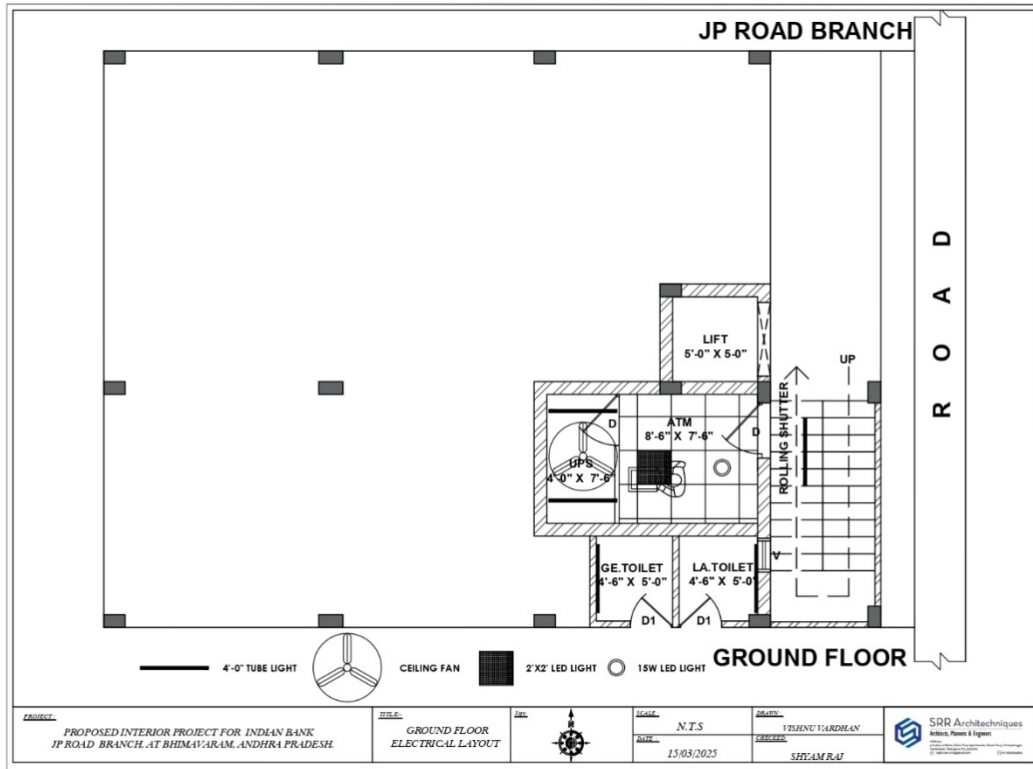 JP ROAD BRANCH
ROAD
LIFT
5'-0" X 5-0"
UP
ROLLING SHUTTER
D
ATM
8'-6" X 7'-6"
D
UPS
4'-0" X 7'-6"
GE.TOILET
4'-6" X 5'-0"
LA.TOILET
4'-6" X 5'-0"
V
D1
D1
GROUND FLOOR
4'-0" TUBE LIGHT
CEILING FAN
2'X2' LED LIGHT
15W LED LIGHT
PROJECT:-
PROPOSED INTERIOR PROJECT FOR INDIAN BANK
JP ROAD BRANCH, AT BHIMAVARAM, ANDHRA PRADESH.
TITLE:-
GROUND FLOOR
ELECTRICAL LAYOUT
SCALE:-
N.T.S
DATE:-
15/03/2025
DRAWN:-
VISHNU VARDHAN
CHECKED:
SHYAM RAJ
SRR Architechniques
Architects, Planners & Engineers